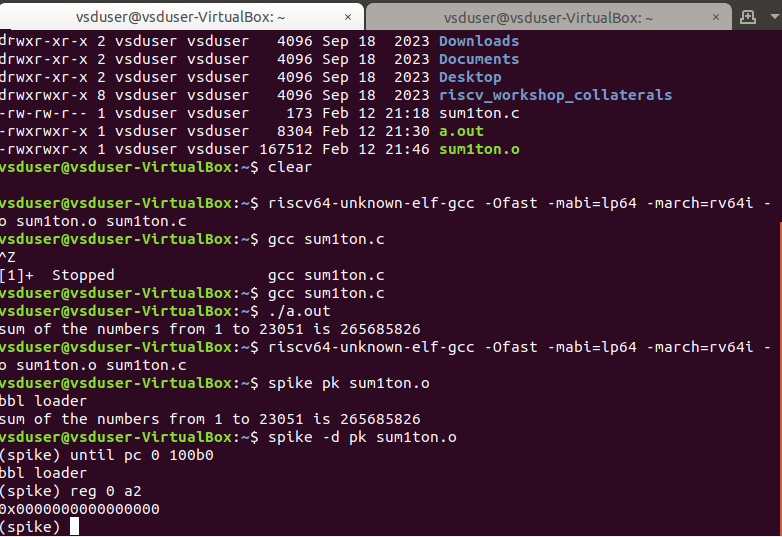 vsduser@vsduser-VirtualBox: ~ × vsduser@vsduser-VirtualBox: ~ ×
drwxr-xr-x 2 vsduser vsduser   4096 Sep 18  2023 Downloads
drwxr-xr-x 2 vsduser vsduser   4096 Sep 18  2023 Documents
drwxr-xr-x 2 vsduser vsduser   4096 Sep 18  2023 Desktop
drwxrwxr-x 8 vsduser vsduser   4096 Sep 18  2023 riscv_workshop_collaterals
-rw-rw-r-- 1 vsduser vsduser    173 Feb 12 21:18 sum1ton.c
-rwxrwxr-x 1 vsduser vsduser   8304 Feb 12 21:30 a.out
-rwxrwxr-x 1 vsduser vsduser 167512 Feb 12 21:46 sum1ton.o
vsduser@vsduser-VirtualBox:~$ clear
vsduser@vsduser-VirtualBox:~$ riscv64-unknown-elf-gcc -Ofast -mabi=lp64 -march=rv64i -
o sum1ton.o sum1ton.c
vsduser@vsduser-VirtualBox:~$ gcc sum1ton.c
^Z
[1]+  Stopped                 gcc sum1ton.c
vsduser@vsduser-VirtualBox:~$ gcc sum1ton.c
vsduser@vsduser-VirtualBox:~$ ./a.out
sum of the numbers from 1 to 23051 is 265685826
vsduser@vsduser-VirtualBox:~$ riscv64-unknown-elf-gcc -Ofast -mabi=lp64 -march=rv64i -
o sum1ton.o sum1ton.c
vsduser@vsduser-VirtualBox:~$ spike pk sum1ton.o
bbl loader
sum of the numbers from 1 to 23051 is 265685826
vsduser@vsduser-VirtualBox:~$ spike -d pk sum1ton.o
(spike) until pc 0 100b0
bbl loader
(spike) reg 0 a2
0x0000000000000000
(spike)